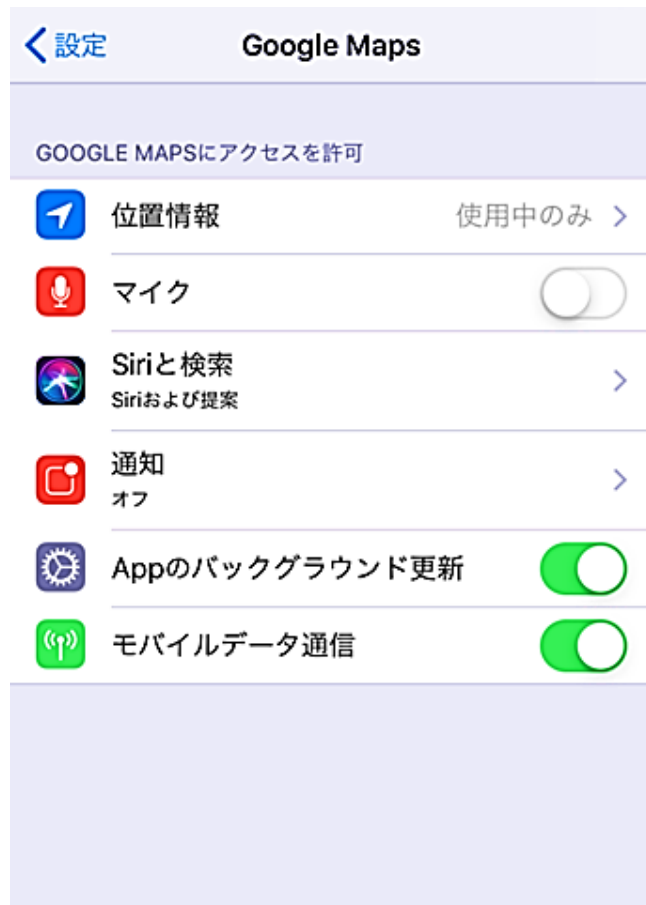 設定
Google Maps
GOOGLE MAPSにアクセスを許可
位置情報 使用中のみ
マイク
Siriと検索
Siriおよび提案
通知
オフ
Appのバックグラウンド更新
モバイルデータ通信